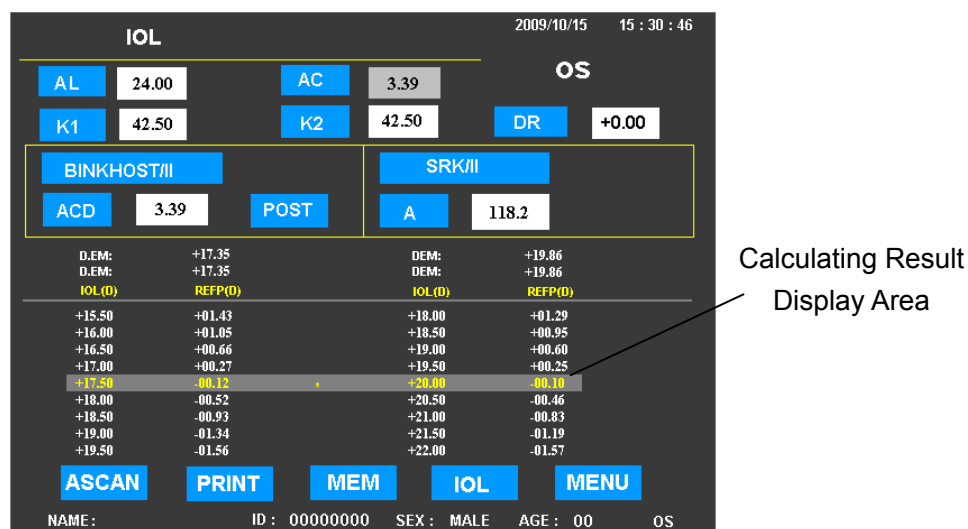 IOL 2009/10/15 15 : 30 : 46
OS
AL 24.00 AC 3.39
K1 42.50 K2 42.50 DR +0.00
BINKHOST/II SRK/II
ACD 3.39 POST A 118.2
D.EM: +17.35 DEM: +19.86
D.EM: +17.35 DEM: +19.86
IOL(D) REFP(D) IOL(D) REFP(D)
+15.50 +01.43 +18.00 +01.29
+16.00 +01.05 +18.50 +00.95
+16.50 +00.66 +19.00 +00.60
+17.00 +00.27 +19.50 +00.25
+17.50 -00.12 * +20.00 -00.10
+18.00 -00.52 +20.50 -00.46
+18.50 -00.93 +21.00 -00.83
+19.00 -01.34 +21.50 -01.19
+19.50 -01.56 +22.00 -01.57
ASCAN PRINT MEM IOL MENU
NAME : ID : 00000000 SEX : MALE AGE : 00 OS
Calculating Result
Display Area